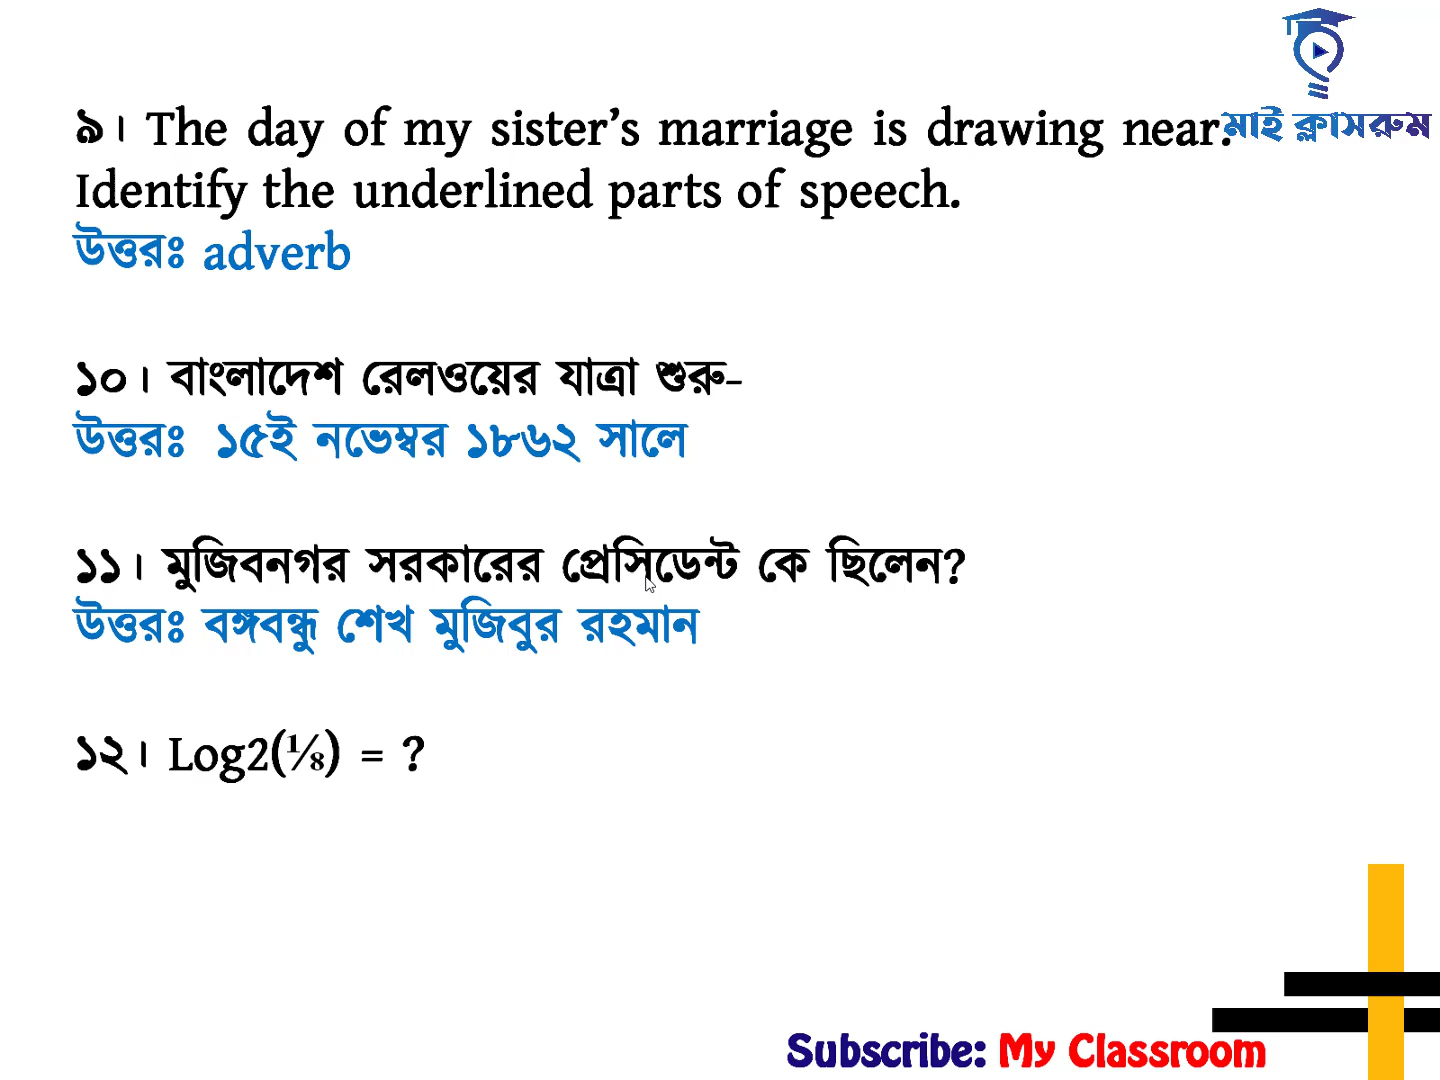 মাই ক্লাসরুম
৯। The day of my sister’s marriage is drawing near.
Identify the underlined parts of speech.
উত্তরঃ adverb
১০। বাংলাদেশ রেলওয়ের যাত্রা শুরু-
উত্তরঃ ১৫ই নভেম্বর ১৮৬২ সালে
১১। মুজিবনগর সরকারের প্রেসিডেন্ট কে ছিলেন?
উত্তরঃ বঙ্গবন্ধু শেখ মুজিবুর রহমান
১২। Log2(⅛) = ?
Subscribe: My Classroom